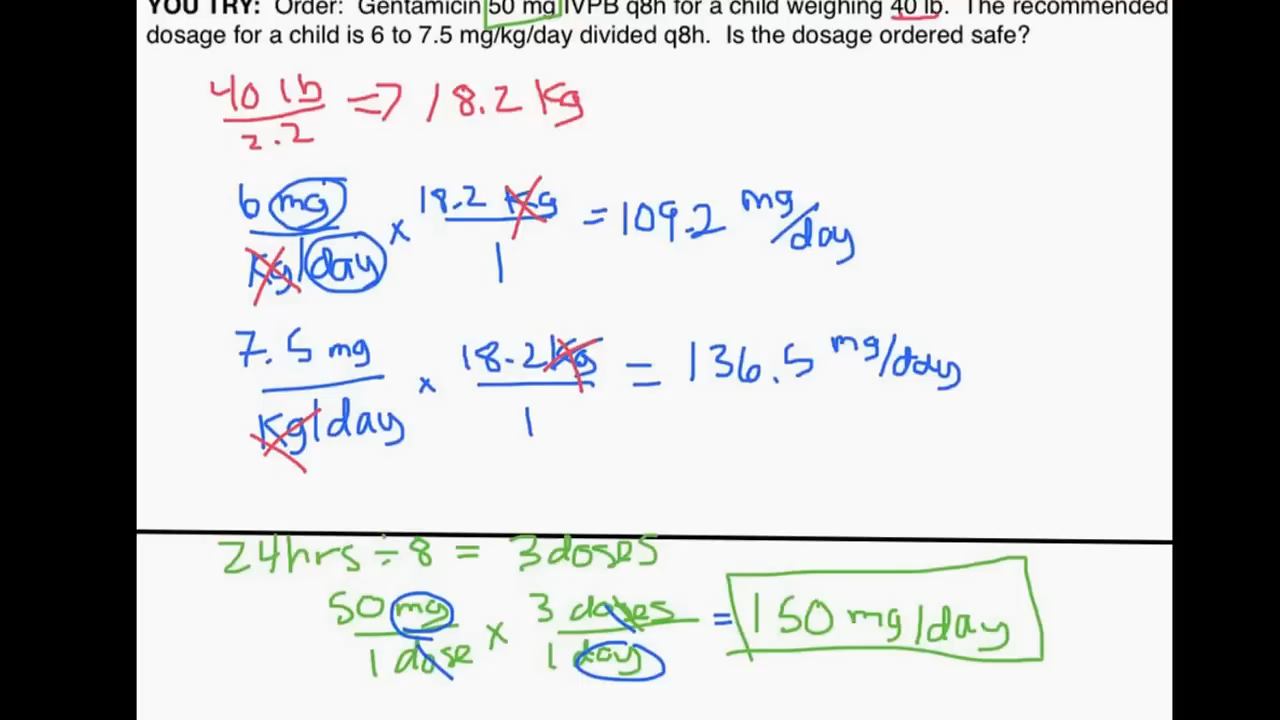 YOU TRY: Order: Gentamicin 50 mg IVPB q8h for a child weighing 40 lb. The recommended
dosage for a child is 6 to 7.5 mg/kg/day divided q8h. Is the dosage ordered safe?
40 lb / 2.2 => 18.2 Kg
6 mg / Kg/day × 18.2 Kg / 1 = 109.2 mg/day
7.5 mg / Kg/day × 18.2 Kg / 1 = 136.5 mg/day
24hrs ÷ 8 = 3 doses
50 mg / 1 dose × 3 doses / 1 day = 150 mg/day